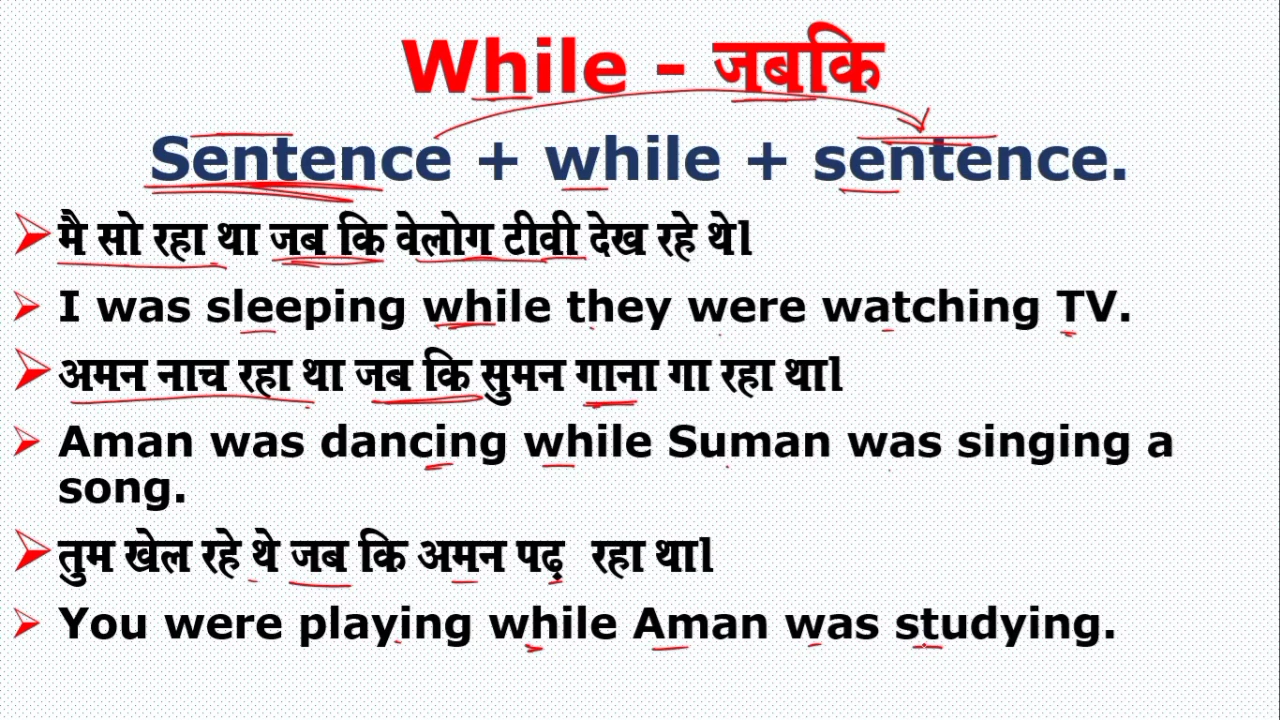 While - जबकि
Sentence + while + sentence.
मै सो रहा था जब कि वेलोग टीवी देख रहे थे।
I was sleeping while they were watching TV.
अमन नाच रहा था जब कि सुमन गाना गा रहा था।
Aman was dancing while Suman was singing a
song.
तुम खेल रहे थे जब कि अमन पढ़ रहा था।
You were playing while Aman was studying.